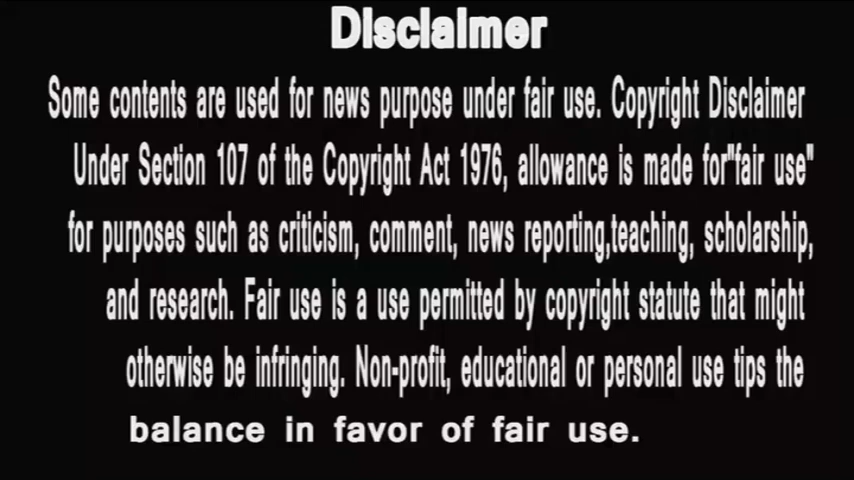 Disclaimer
Some contents are used for news purpose under fair use. Copyright Disclaimer
Under Section 107 of the Copyright Act 1976, allowance is made for"fair use"
for purposes such as criticism, comment, news reporting,teaching, scholarship,
and research. Fair use is a use permitted by copyright statute that might
otherwise be infringing. Non-profit, educational or personal use tips the
balance in favor of fair use.